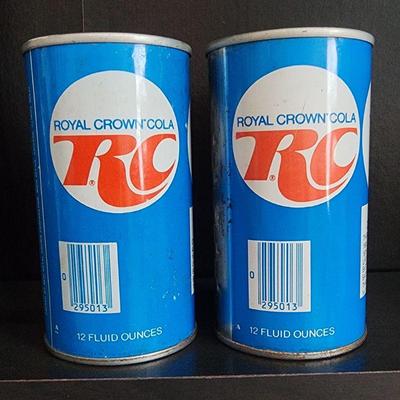 ROYAL CROWN COLA
RC®
0
295013
12 FLUID OUNCES
ROYAL CROWN COLA
RC®
0
295013
12 FLUID OUNCES